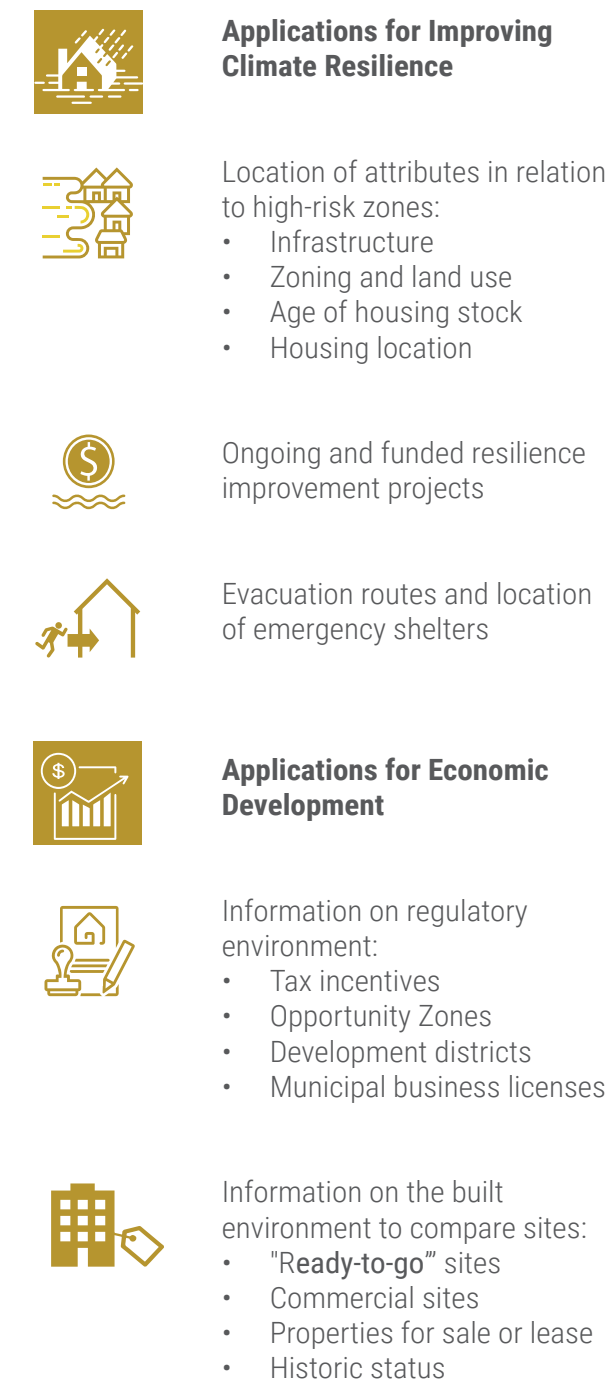 Applications for Improving
Climate Resilience
Location of attributes in relation
to high-risk zones:
• Infrastructure
• Zoning and land use
• Age of housing stock
• Housing location
$
Ongoing and funded resilience
improvement projects
Evacuation routes and location
of emergency shelters
$
Applications for Economic
Development
Information on regulatory
environment:
• Tax incentives
• Opportunity Zones
• Development districts
• Municipal business licenses
Information on the built
environment to compare sites:
• "Ready-to-go”' sites
• Commercial sites
• Properties for sale or lease
• Historic status